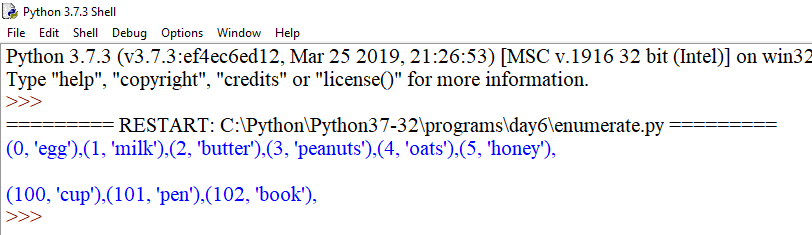 Python 3.7.3 Shell
File Edit Shell Debug Options Window Help
Python 3.7.3 (v3.7.3:ef4ec6ed12, Mar 25 2019, 21:26:53) [MSC v.1916 32 bit (Intel)] on win32
Type "help", "copyright", "credits" or "license()" for more information.
>>>
========= RESTART: C:\Python\Python37-32\programs\day6\enumerate.py =========
(0, 'egg'),(1, 'milk'),(2, 'butter'),(3, 'peanuts'),(4, 'oats'),(5, 'honey'),
(100, 'cup'),(101, 'pen'),(102, 'book'),
>>>